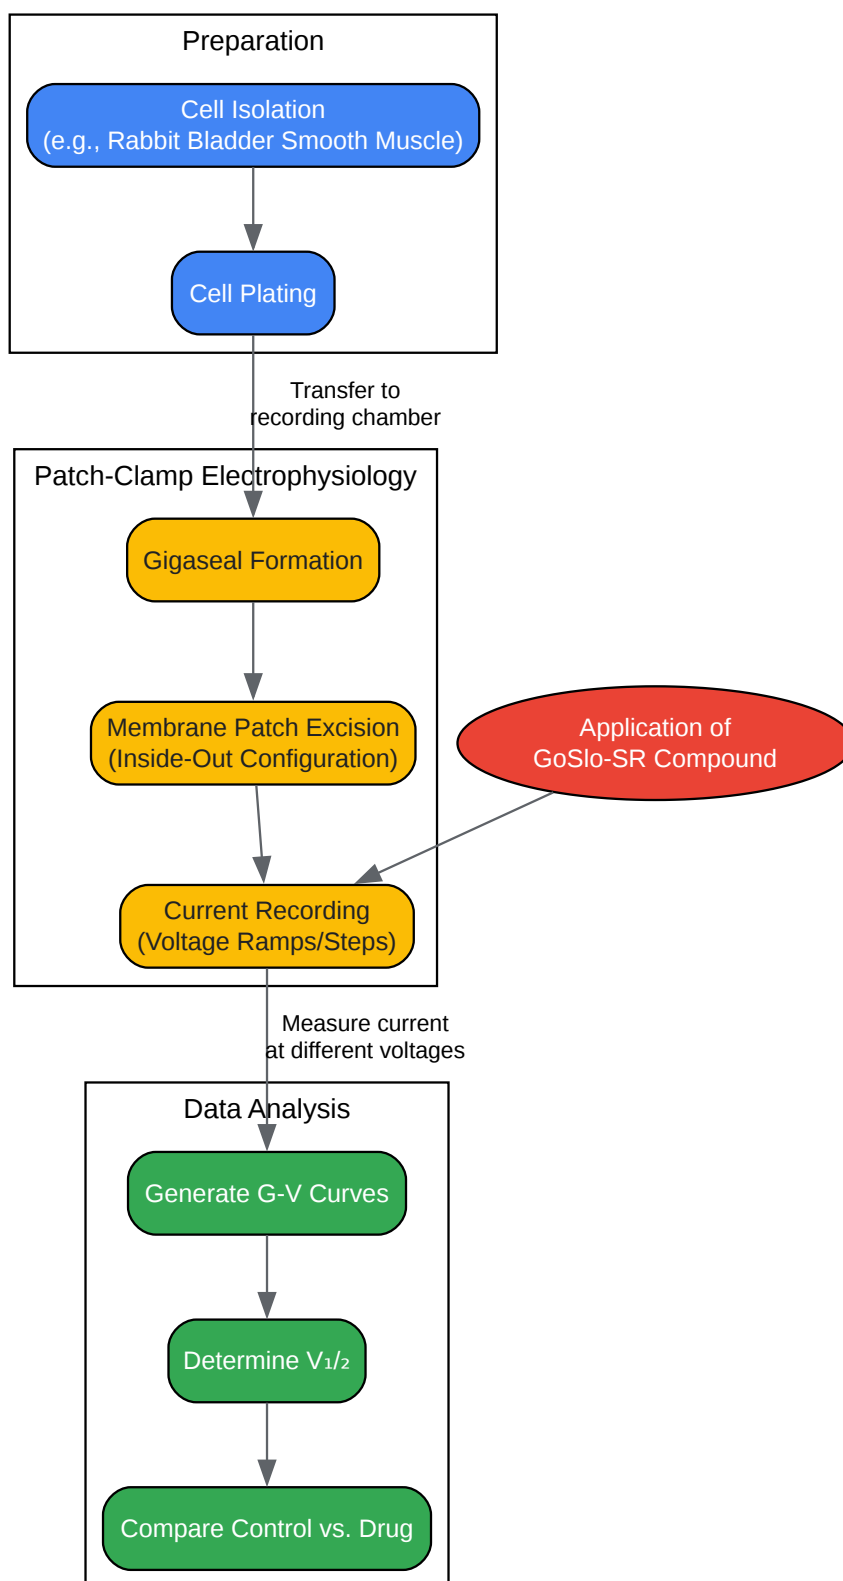 Preparation
Cell Isolation
(e.g., Rabbit Bladder Smooth Muscle)
Cell Plating
Transfer to
recording chamber
Patch-Clamp Electrophysiology
Gigaseal Formation
Membrane Patch Excision
(Inside-Out Configuration)
Application of
GoSlo-SR Compound
Current Recording
(Voltage Ramps/Steps)
Measure current
at different voltages
Data Analysis
Generate G-V Curves
Determine V₁/₂
Compare Control vs. Drug